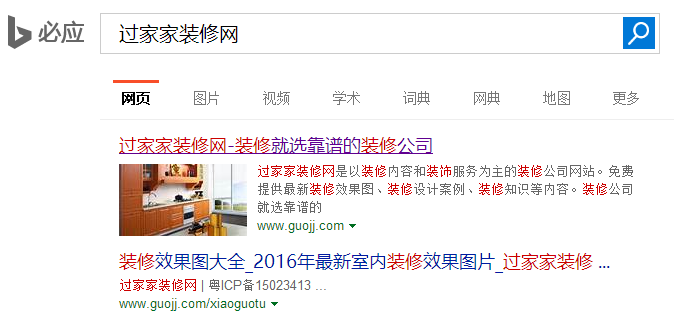 必应
过家家装修网
网页 图片 视频 学术 词典 网典 地图 更多
过家家装修网-装修就选靠谱的装修公司
过家家装修网是以装修内容和装饰服务为主的装修公司网站。免费
提供最新装修效果图、装修设计案例、装修知识等内容。装修公司
就选靠谱的
www.guojj.com
装修效果图大全_2016年最新室内装修效果图片_过家家装修 ...
过家家装修网 | 粤ICP备15023413 ...
www.guojj.com/xiaoguotu